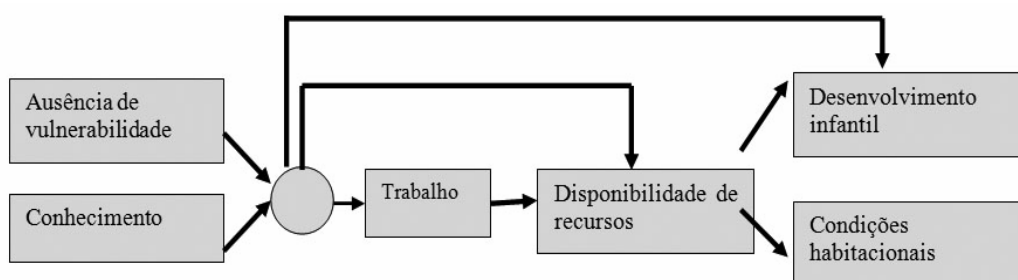 Ausência de
vulnerabilidade
Conhecimento
Trabalho
Disponibilidade de
recursos
Desenvolvimento
infantil
Condições
habitacionais